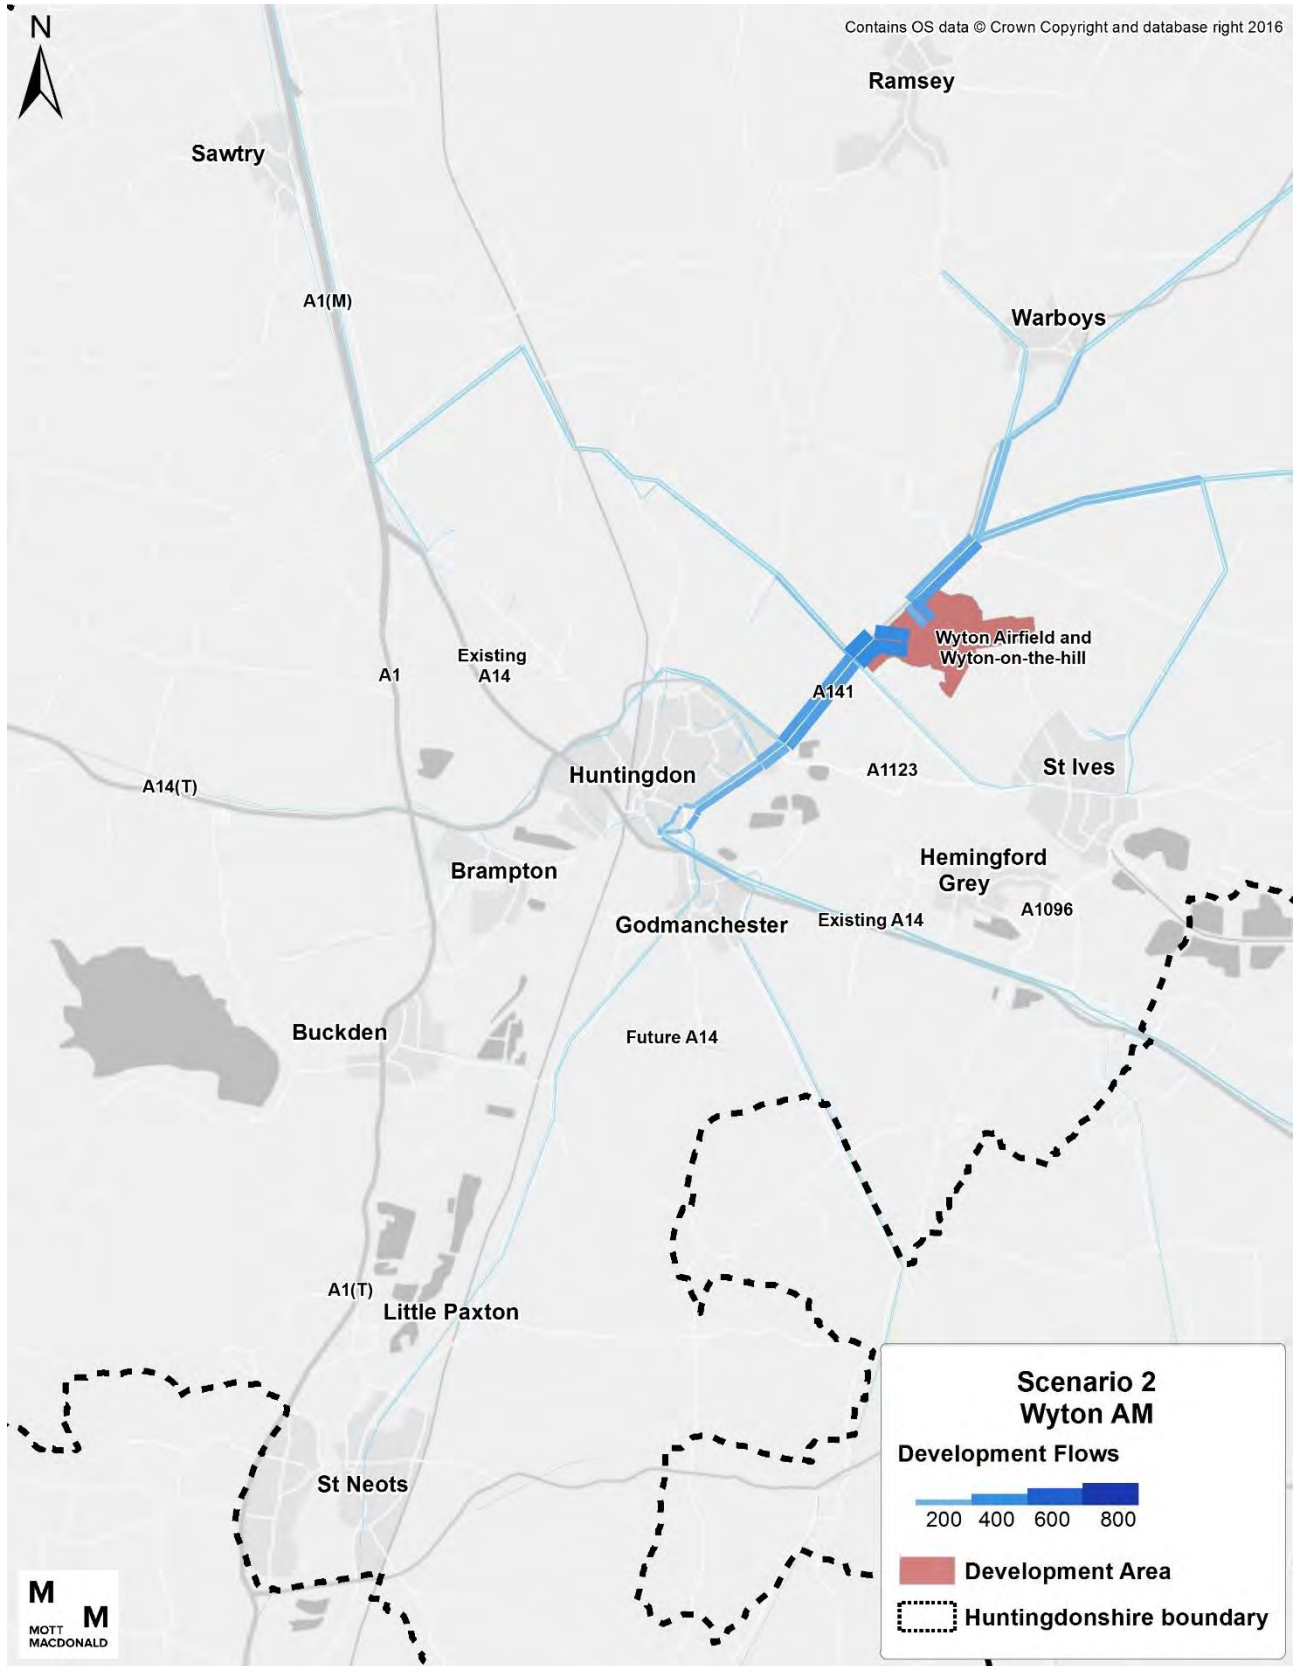 N
Contains OS data © Crown Copyright and database right 2016
Ramsey
Sawtry
A1(M)
Warboys
Existing
A14
A1
Wyton Airfield and
Wyton-on-the-hill
A141
A14(T)
Huntingdon
A1123
St Ives
Brampton
Hemingford
Grey
A1096
Godmanchester
Existing A14
Buckden
Future A14
A1(T)
Little Paxton
St Neots
Scenario 2
Wyton AM
Development Flows
200 400 600 800
Development Area
Huntingdonshire boundary
M
M
MOTT
MACDONALD